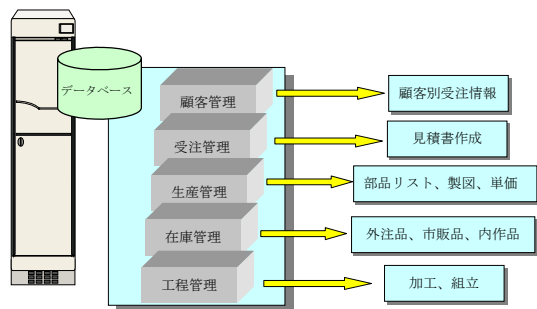 データベース
顧客管理
顧客別受注情報
受注管理
見積書作成
生産管理
部品リスト、製図、単価
在庫管理
外注品、市販品、内作品
工程管理
加工、組立